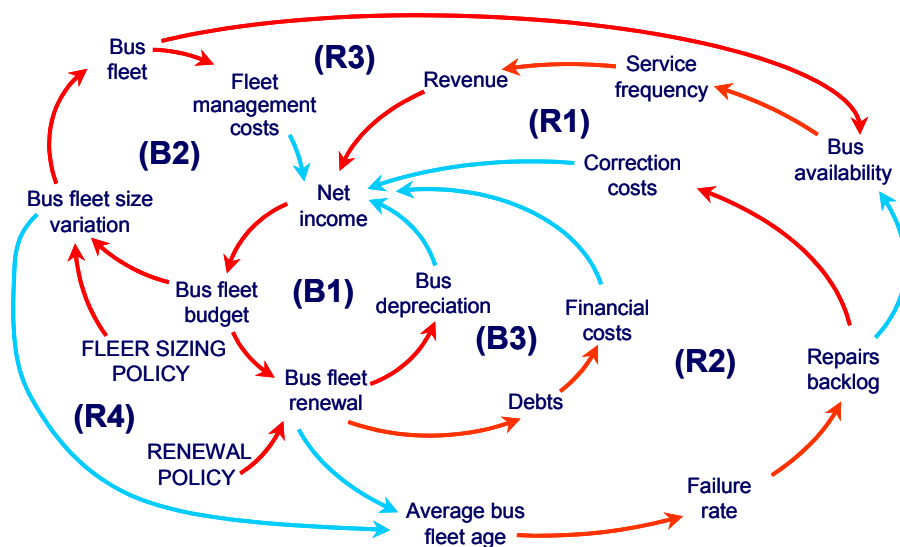 Bus
fleet
(R3)
Fleet
management
costs
Revenue
Service
frequency
(R1)
(B2)
Bus
availability
Correction
costs
Bus fleet size
variation
Net
income
Bus fleet
budget
(B1)
Bus
depreciation
(B3)
Financial
costs
FLEER SIZING
POLICY
Bus fleet
renewal
Debts
(R2)
Repairs
backlog
(R4)
RENEWAL
POLICY
Average bus
fleet age
Failure
rate